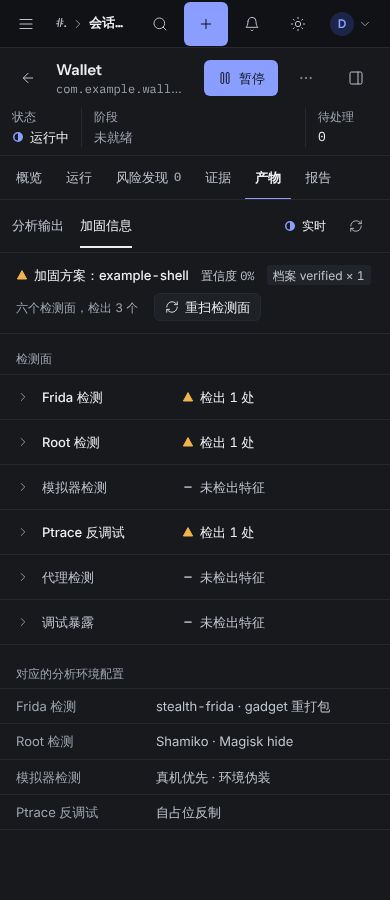 #. 会话...
D
Wallet
com.example.wall...
暂停
状态 阶段 待处理
运行中 未就绪 0
概览 运行 风险发现 0 证据 产物 报告
分析输出 加固信息 实时
加固方案：example-shell 置信度 0% 档案 verified × 1
六个检测面，检出 3 个 重扫检测面
检测面
Frida 检测 检出 1 处
Root 检测 检出 1 处
模拟器检测 未检出特征
Ptrace 反调试 检出 1 处
代理检测 未检出特征
调试暴露 未检出特征
对应的分析环境配置
Frida 检测 stealth-frida · gadget 重打包
Root 检测 Shamiko · Magisk hide
模拟器检测 真机优先 · 环境伪装
Ptrace 反调试 自占位反制